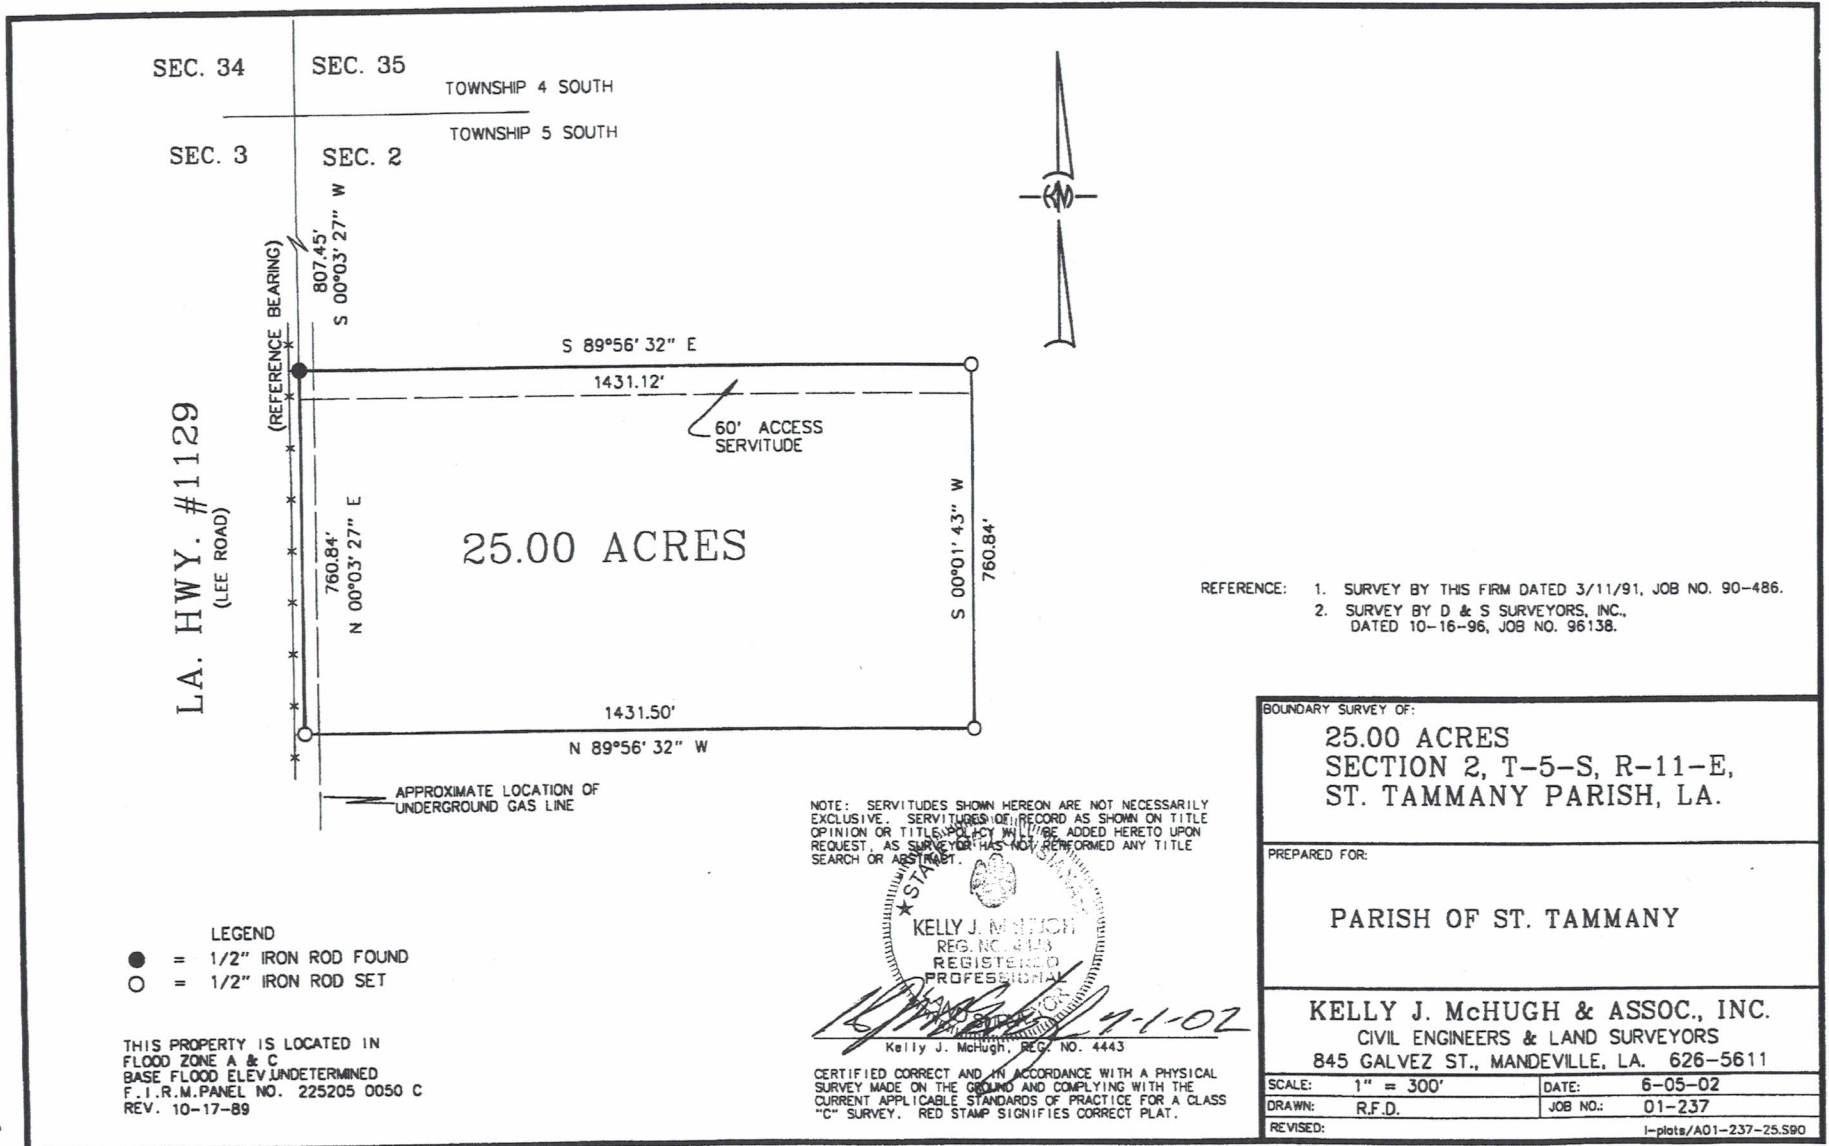 SEC. 34
SEC. 35
TOWNSHIP 4 SOUTH
TOWNSHIP 5 SOUTH
SEC. 3
SEC. 2
(REFERENCE BEARING)
807.45'
S 00°03' 27" W
S 89°56' 32" E
1431.12'
60' ACCESS
SERVITUDE
LA. HWY. #1129
(LEE ROAD)
760.84'
N 00°03' 27" E
25.00 ACRES
S 00°01' 43" W
760.84'
1431.50'
N 89°56' 32" W
APPROXIMATE LOCATION OF
UNDERGROUND GAS LINE
REFERENCE: 1. SURVEY BY THIS FIRM DATED 3/11/91, JOB NO. 90-486.
2. SURVEY BY D & S SURVEYORS, INC.,
DATED 10-16-96, JOB NO. 96138.
NOTE: SERVITUDES SHOWN HEREON ARE NOT NECESSARILY
EXCLUSIVE. SERVITUDES OF RECORD AS SHOWN ON TITLE
OPINION OR TITLE POLICY WILL BE ADDED HERETO UPON
REQUEST, AS SURVEYOR HAS NOT PERFORMED ANY TITLE
SEARCH OR ABSTRACT.
STATE OF LOUISIANA
KELLY J. McHUGH
REG. NO. 4443
REGISTERED
PROFESSIONAL
LAND SURVEYOR
7-1-02
Kelly J. McHugh, REG. NO. 4443
CERTIFIED CORRECT AND IN ACCORDANCE WITH A PHYSICAL
SURVEY MADE ON THE GROUND AND COMPLYING WITH THE
CURRENT APPLICABLE STANDARDS OF PRACTICE FOR A CLASS
"C" SURVEY. RED STAMP SIGNIFIES CORRECT PLAT.
LEGEND
= 1/2" IRON ROD FOUND
= 1/2" IRON ROD SET
THIS PROPERTY IS LOCATED IN
FLOOD ZONE A & C
BASE FLOOD ELEV. UNDETERMINED
F.I.R.M.PANEL NO. 225205 0050 C
REV. 10-17-89
BOUNDARY SURVEY OF:
25.00 ACRES
SECTION 2, T-5-S, R-11-E,
ST. TAMMANY PARISH, LA.
PREPARED FOR:
PARISH OF ST. TAMMANY
KELLY J. McHUGH & ASSOC., INC.
CIVIL ENGINEERS & LAND SURVEYORS
845 GALVEZ ST., MANDEVILLE, LA. 626-5611
SCALE: 1" = 300' DATE: 6-05-02
DRAWN: R.F.D. JOB NO.: 01-237
REVISED: l-plats/A01-237-25.S90